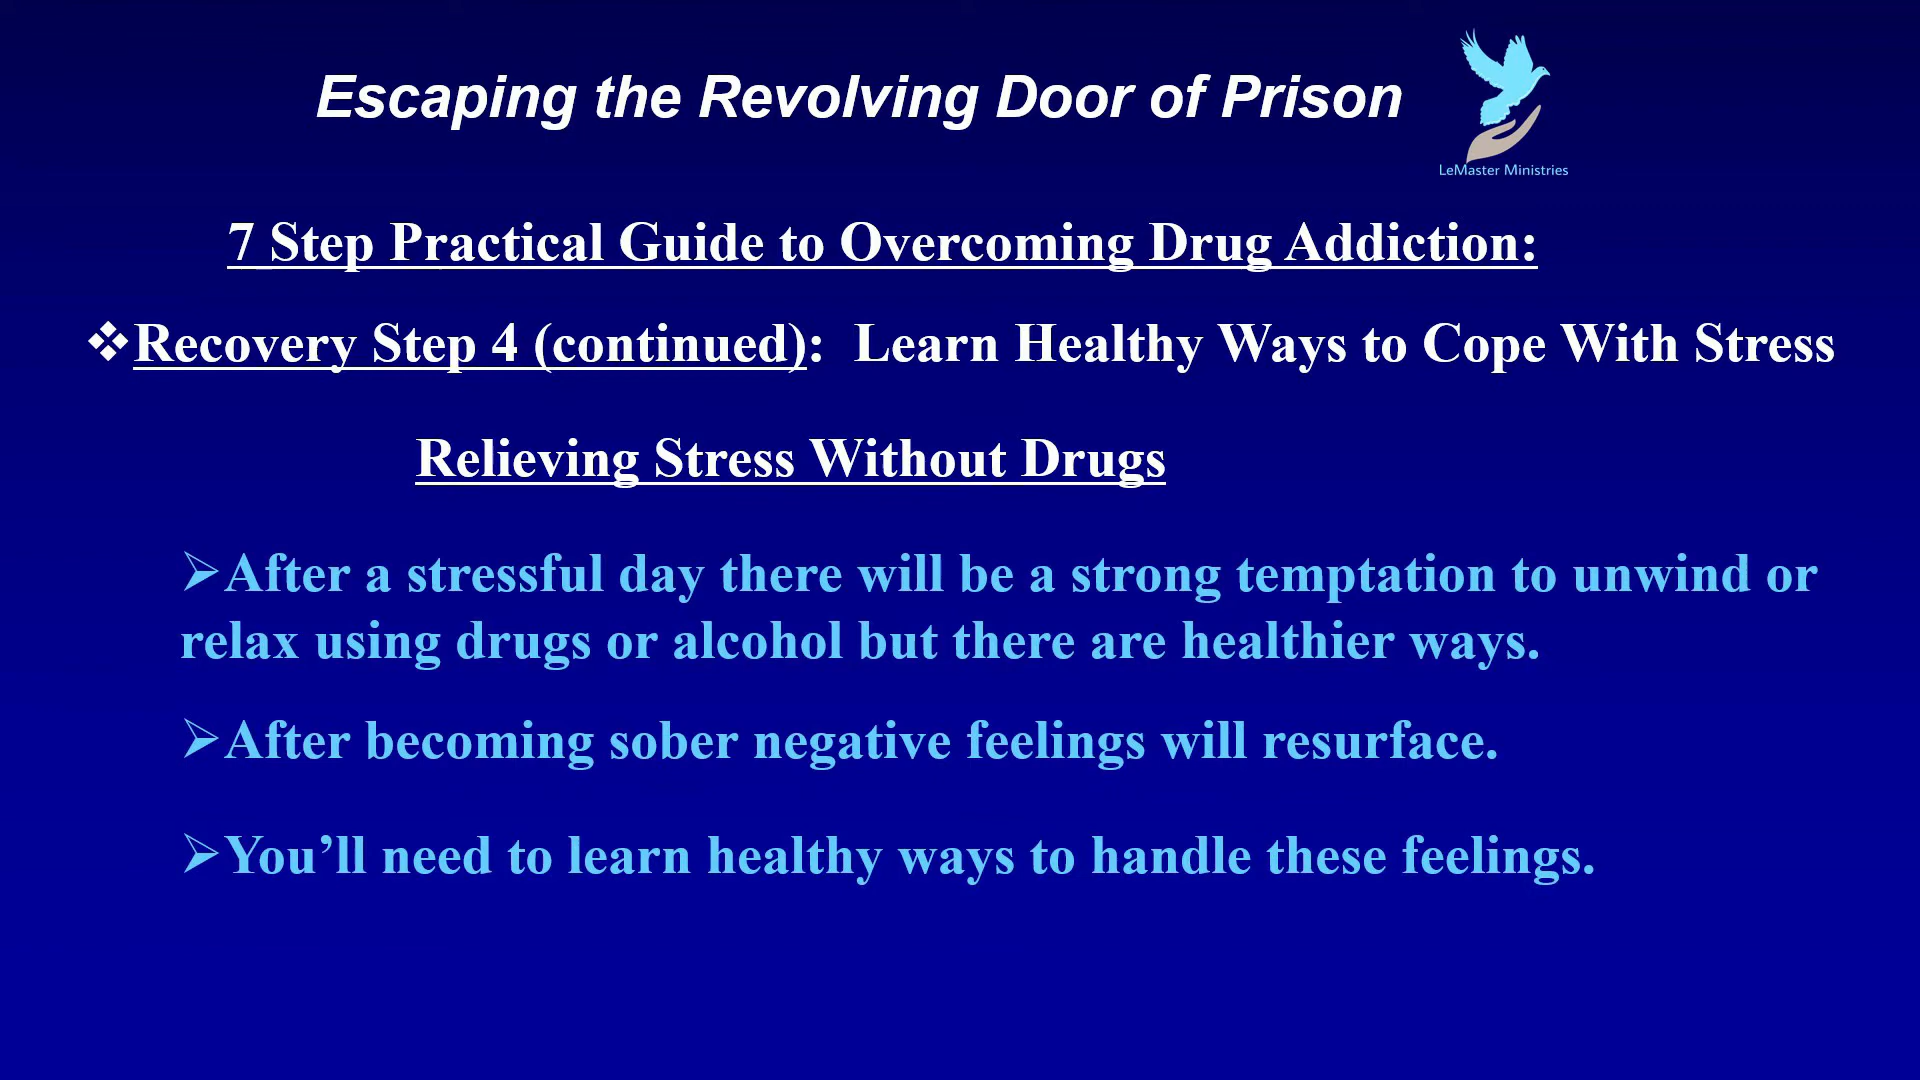 Escaping the Revolving Door of Prison
LeMaster Ministries
7 Step Practical Guide to Overcoming Drug Addiction:
❖Recovery Step 4 (continued):  Learn Healthy Ways to Cope With Stress
Relieving Stress Without Drugs
➢After a stressful day there will be a strong temptation to unwind or
relax using drugs or alcohol but there are healthier ways.
➢After becoming sober negative feelings will resurface.
➢You’ll need to learn healthy ways to handle these feelings.